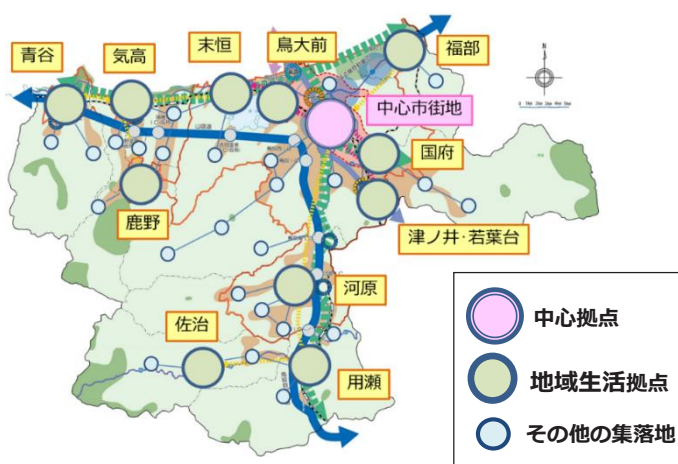 青谷
気高
末恒
鳥大前
福部
中心市街地
国府
津ノ井・若葉台
鹿野
河原
佐治
用瀬
N
中心拠点
地域生活拠点
その他の集落地